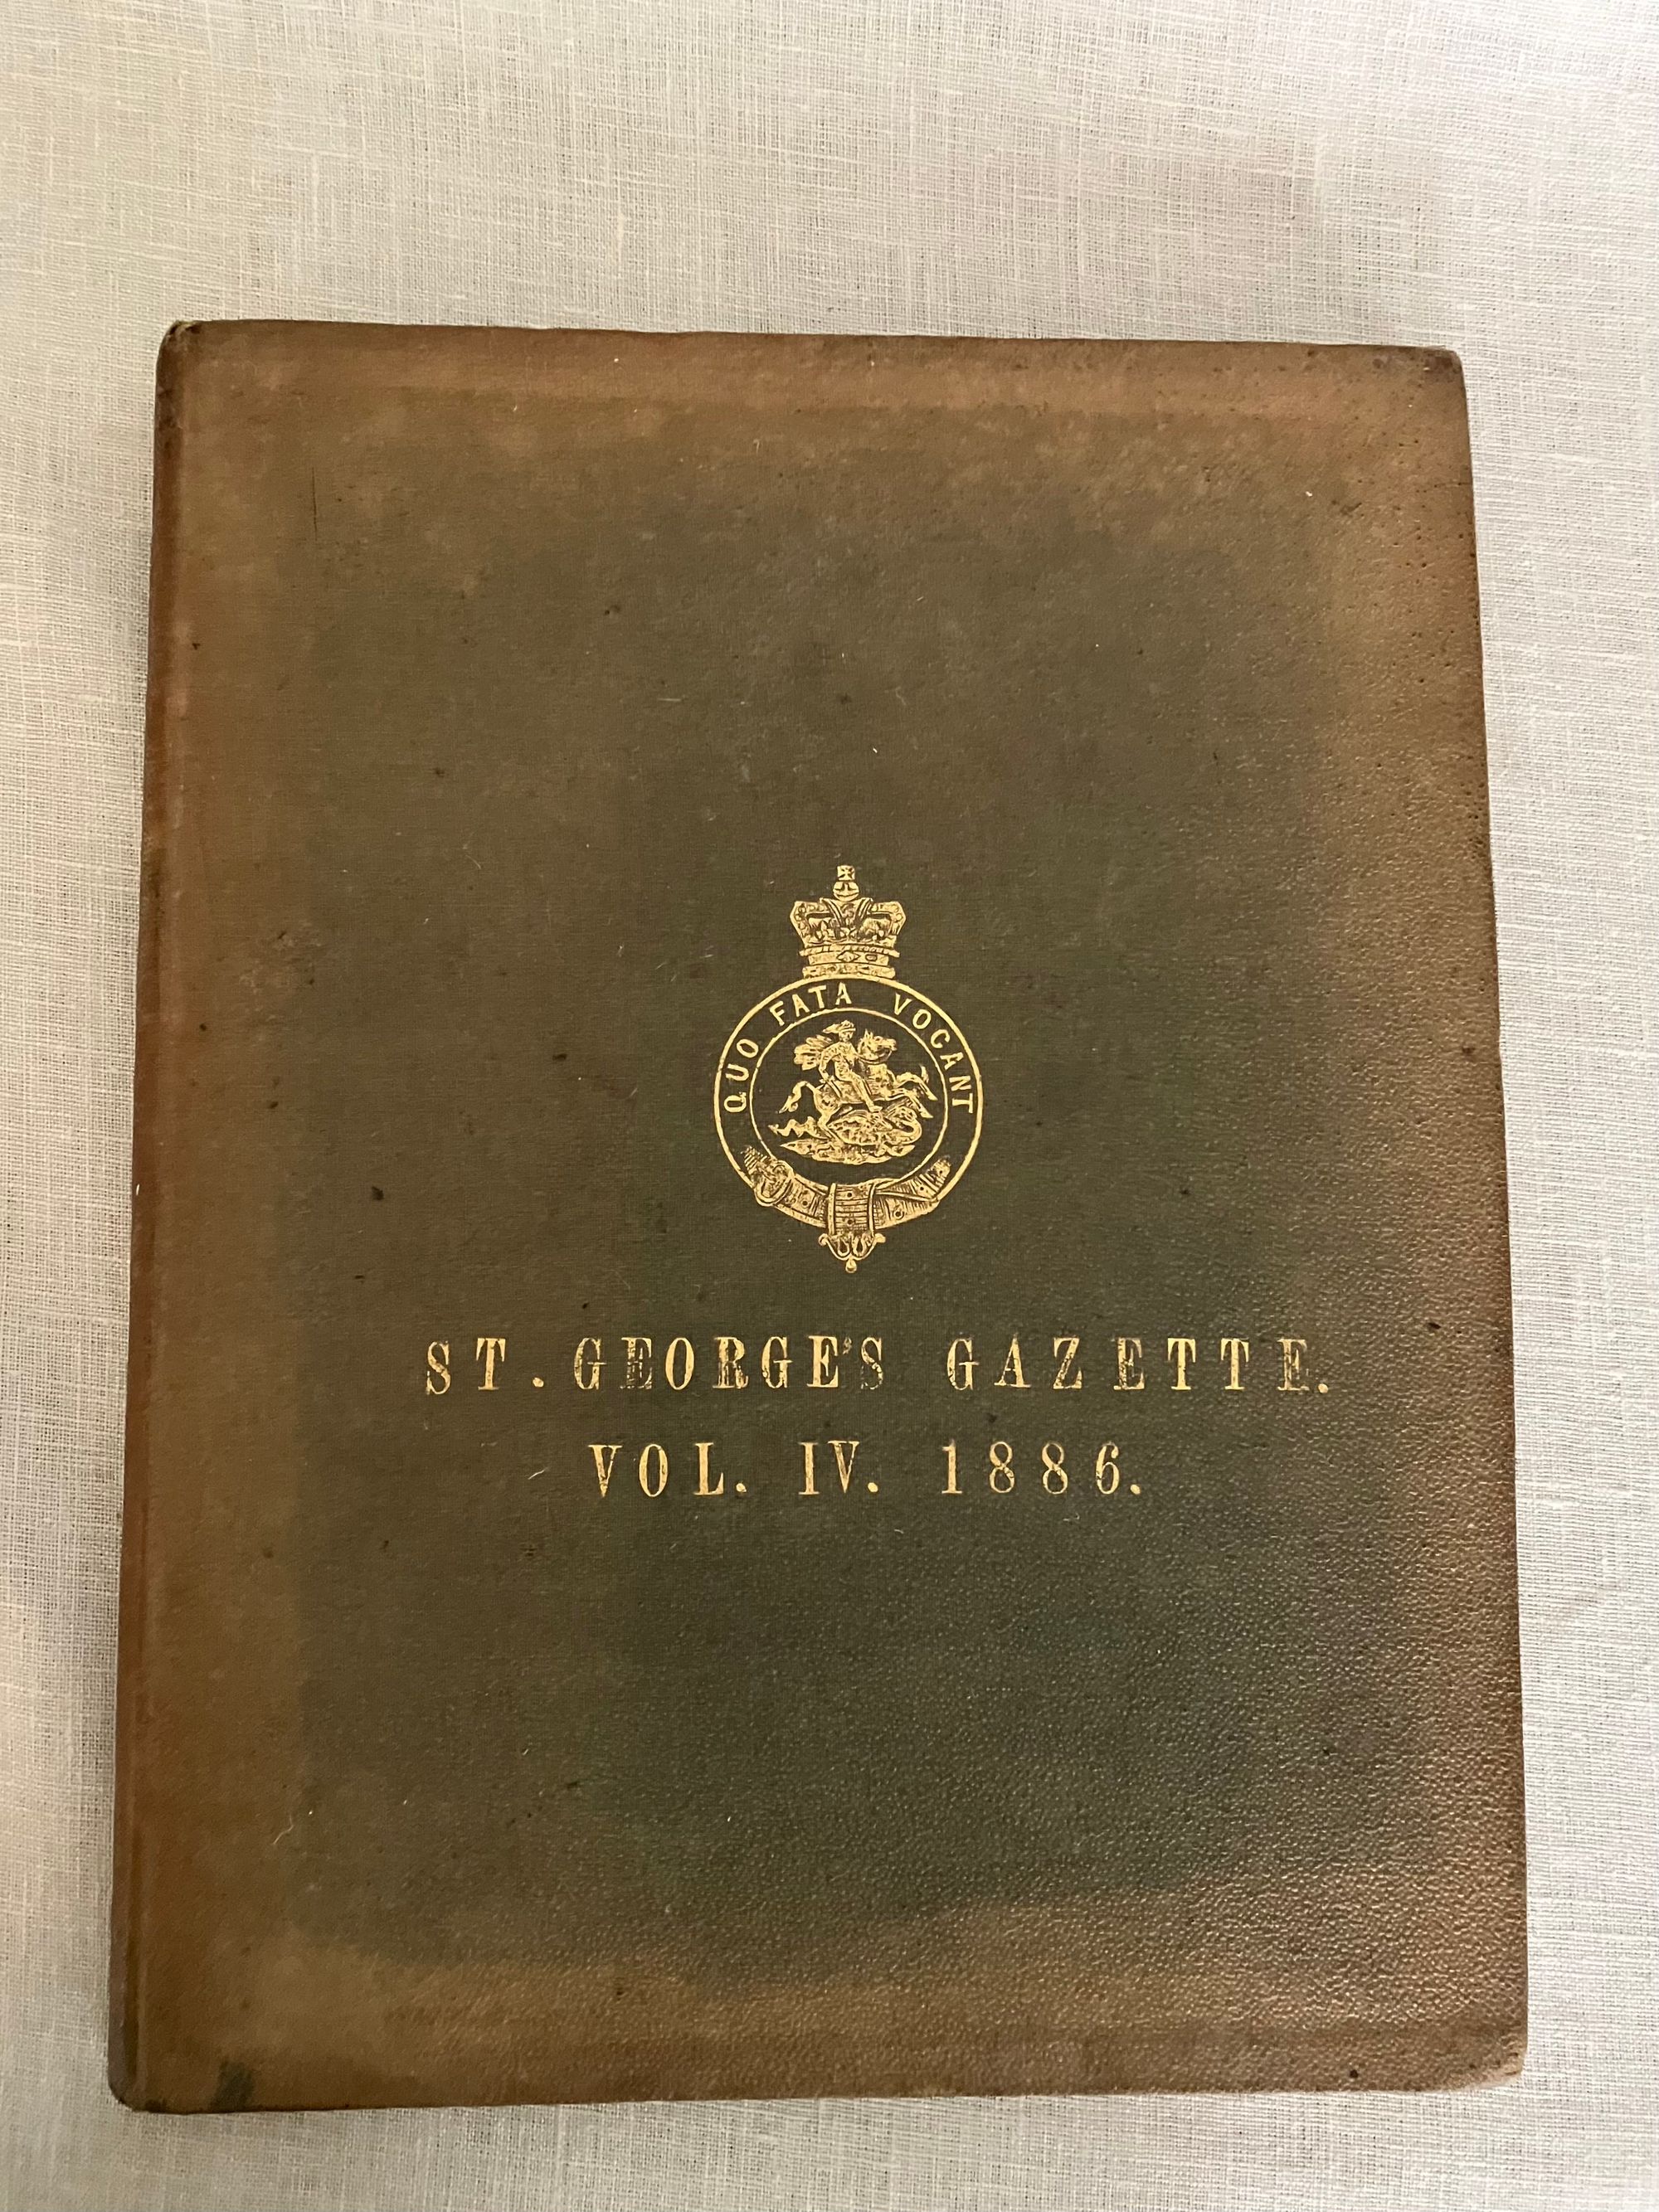 QUO FATA VOCANT
ST. GEORGE'S GAZETTE.
VOL. IV. 1886.